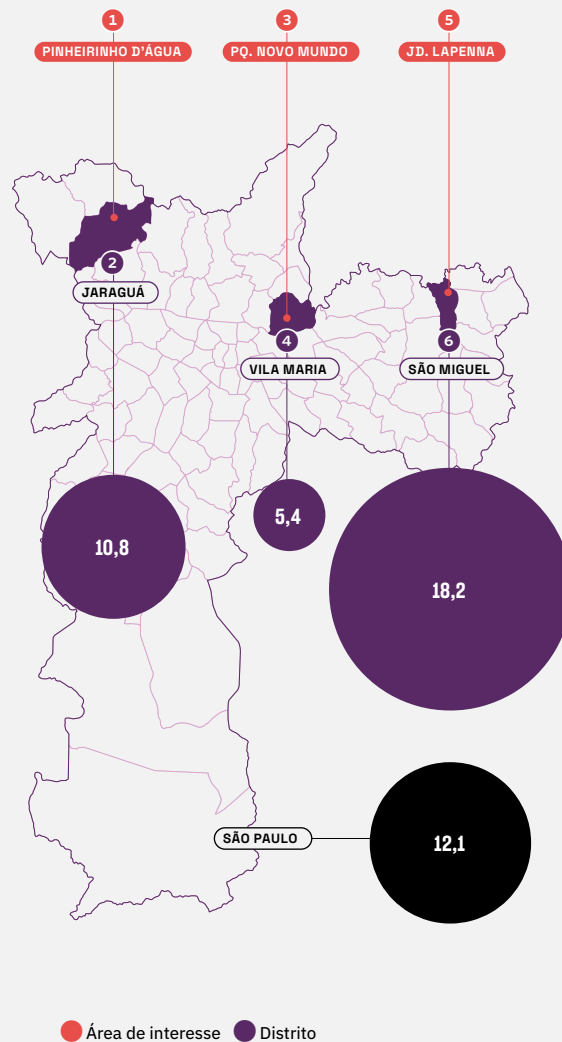 1 3 5
PINHEIRINHO D'ÁGUA PQ. NOVO MUNDO JD. LAPENNA
2
JARAGUÁ
4 6
VILA MARIA SÃO MIGUEL
5,4
10,8
18,2
SÃO PAULO 12,1
Área de interesse Distrito